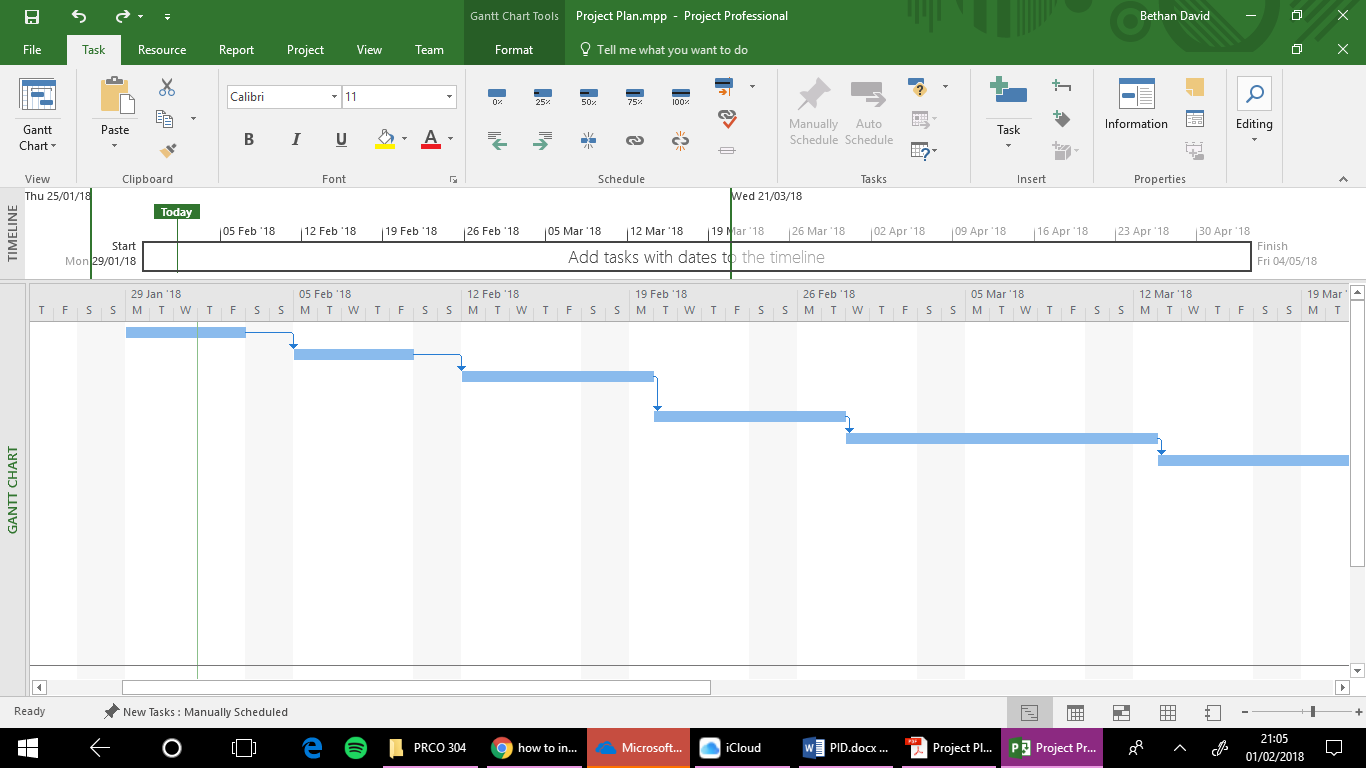 Gantt Chart Tools Project Plan.mpp - Project Professional Bethan David
File Task Resource Report Project View Team Format Tell me what you want to do
Gantt Chart
Paste
Calibri 11
B I U A
0% 25% 50% 75% 100%
Manually Schedule
Auto Schedule
Task
Information
Editing
View Clipboard Font Schedule Tasks Insert Properties
TIMELINE
Thu 25/01/18 Wed 21/03/18
Today
05 Feb '18 12 Feb '18 19 Feb '18 26 Feb '18 05 Mar '18 12 Mar '18 19 Mar '18 26 Mar '18 02 Apr '18 09 Apr '18 16 Apr '18 23 Apr '18 30 Apr '18
Start
Mon 29/01/18
Add tasks with dates to the timeline
Finish
Fri 04/05/18
GANTT CHART
29 Jan '18 05 Feb '18 12 Feb '18 19 Feb '18 26 Feb '18 05 Mar '18 12 Mar '18 19 Mar '
T F S S M T W T F S S M T W T F S S M T W T F S S M T W T F S S M T W T F S S M T W T F S S M T W T F S S M T
Ready New Tasks : Manually Scheduled
PRCO 304 how to in... Microsoft... iCloud PID.docx ... Project Pl... Project Pr...
21:05
01/02/2018